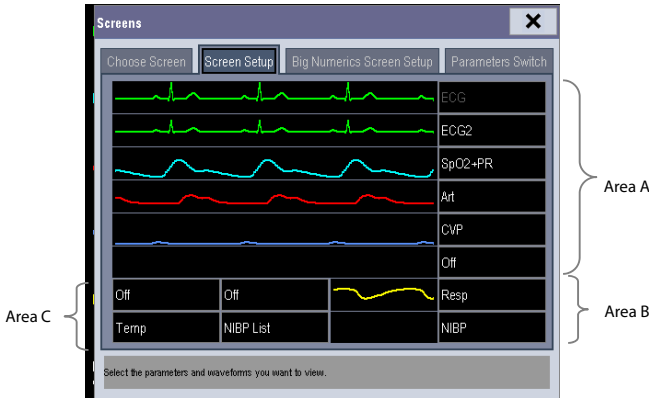 Screens
Choose Screen Screen Setup Big Numerics Screen Setup Parameters Switch
ECG
ECG2
SpO2+PR
Art
CVP
Off
Off Off Resp
Temp NIBP List NIBP
Select the parameters and waveforms you want to view.
Area A
Area B
Area C